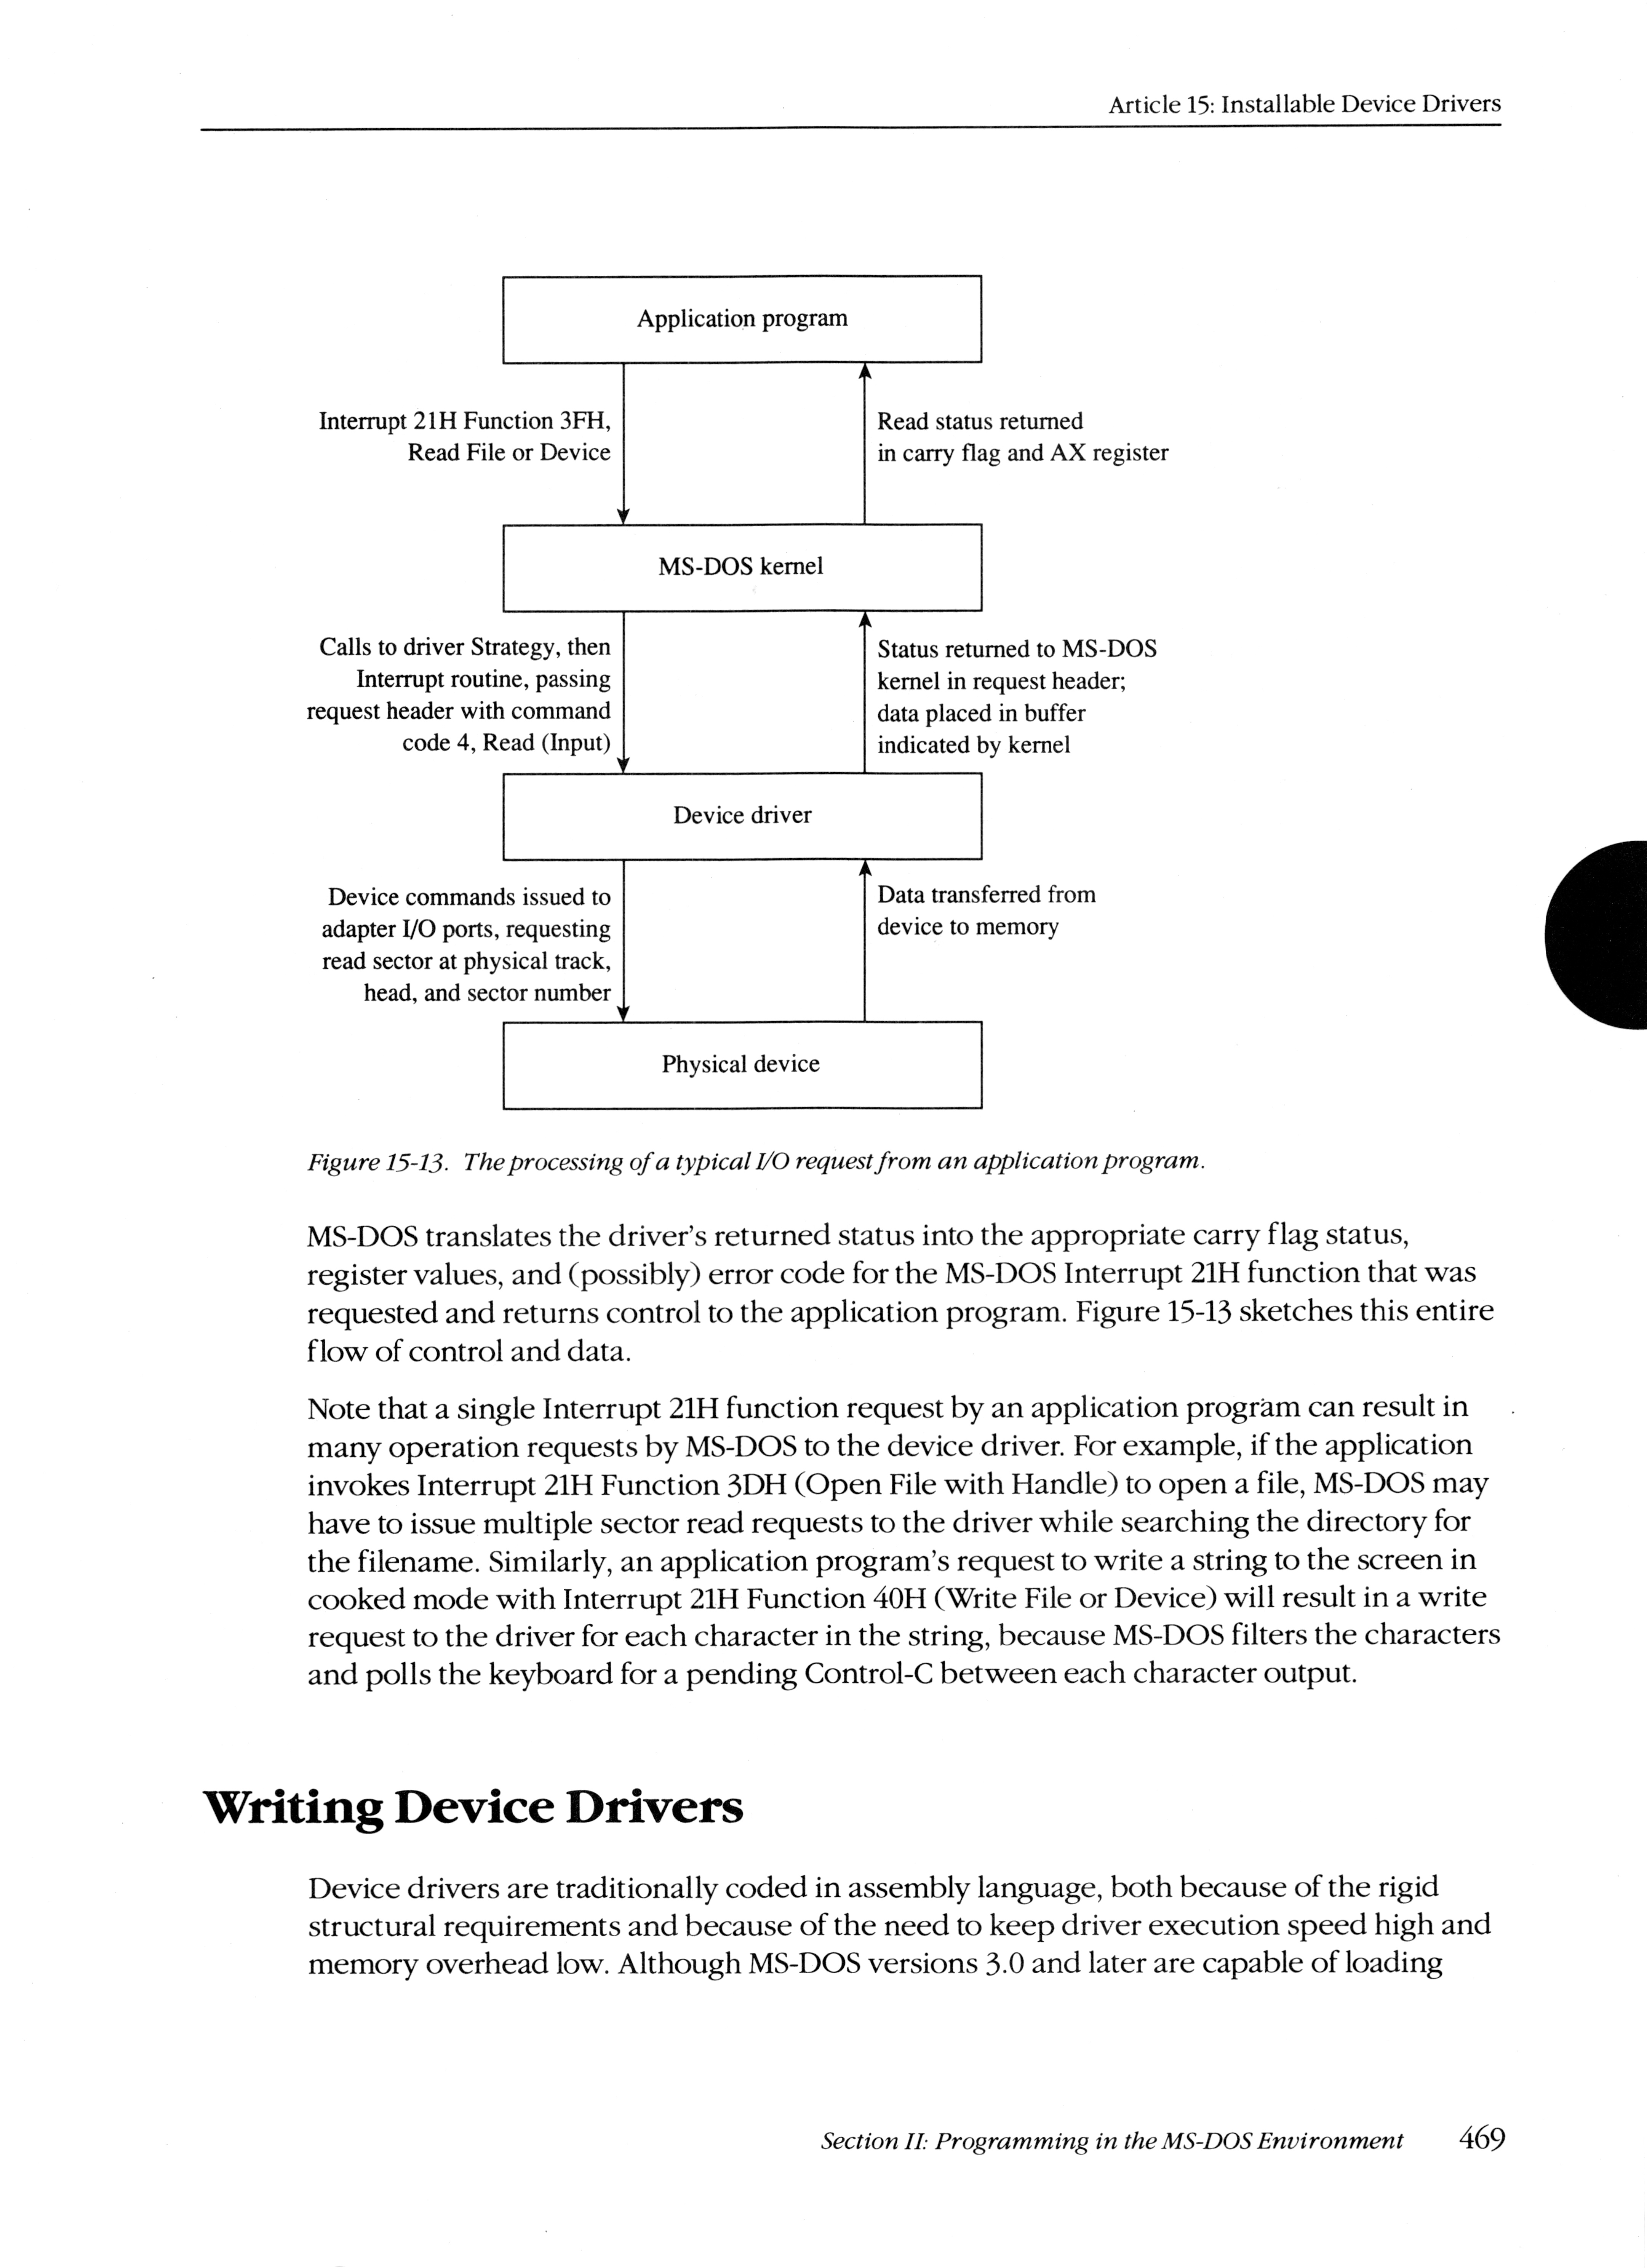 Article 15: Installable Device Drivers
Application program
Interrupt 21H Function 3FH,
Read File or Device
Read status returned
in carry flag and AX register
MS-DOS kernel
Calls to driver Strategy, then
Interrupt routine, passing
request header with command
code 4, Read (Input)
Status returned to MS-DOS
kernel in request header;
data placed in buffer
indicated by kernel
Device driver
Device commands issued to
adapter I/O ports, requesting
read sector at physical track,
head, and sector number
Data transferred from
device to memory
Physical device
Figure 15-13. The processing of a typical I/O request from an application program.
MS-DOS translates the driver's returned status into the appropriate carry flag status,
register values, and (possibly) error code for the MS-DOS Interrupt 21H function that was
requested and returns control to the application program. Figure 15-13 sketches this entire
flow of control and data.
Note that a single Interrupt 21H function request by an application program can result in
many operation requests by MS-DOS to the device driver. For example, if the application
invokes Interrupt 21H Function 3DH (Open File with Handle) to open a file, MS-DOS may
have to issue multiple sector read requests to the driver while searching the directory for
the filename. Similarly, an application program's request to write a string to the screen in
cooked mode with Interrupt 21H Function 40H (Write File or Device) will result in a write
request to the driver for each character in the string, because MS-DOS filters the characters
and polls the keyboard for a pending Control-C between each character output.
Writing Device Drivers
Device drivers are traditionally coded in assembly language, both because of the rigid
structural requirements and because of the need to keep driver execution speed high and
memory overhead low. Although MS-DOS versions 3.0 and later are capable of loading
Section II: Programming in the MS-DOS Environment 469